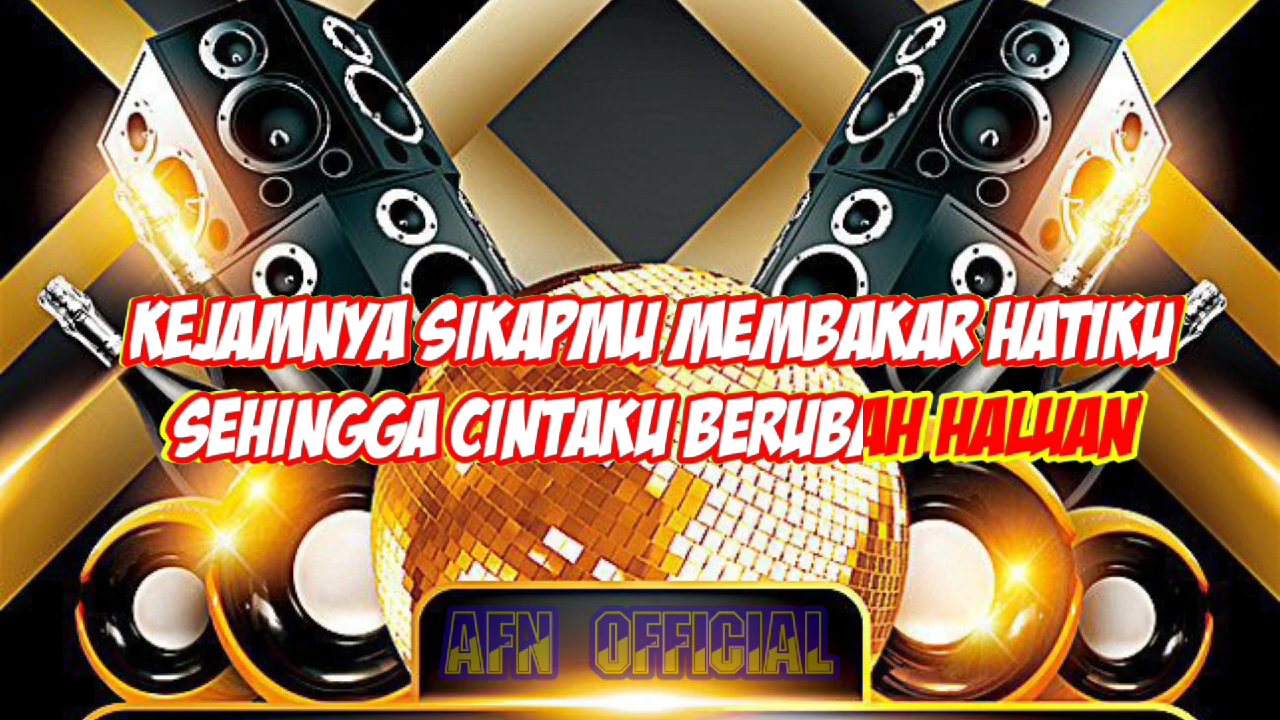 KEJAMNYA SIKAPMU MEMBAKAR HATIKU
SEHINGGA CINTAKU BERUBAH HALUAN
AFN OFFICIAL